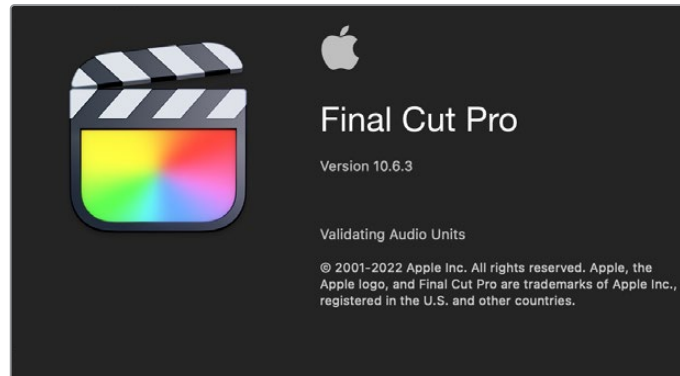 Final Cut Pro
Version 10.6.3
Validating Audio Units
© 2001-2022 Apple Inc. All rights reserved. Apple, the
Apple logo, and Final Cut Pro are trademarks of Apple Inc.,
registered in the U.S. and other countries.